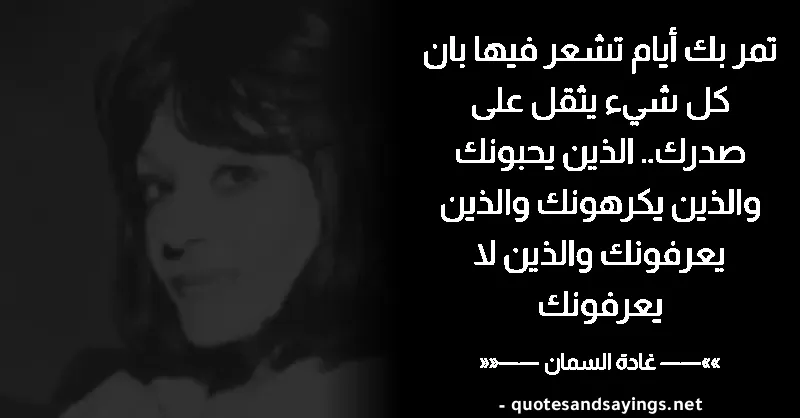 تمر بك أيام تشعر فيها بان
كل شيء يثقل على
صدرك.. الذين يحبونك
والذين يكرهونك والذين
يعرفونك والذين لا
يعرفونك
»»—— غادة السمان ——««
- quotesandsayings.net